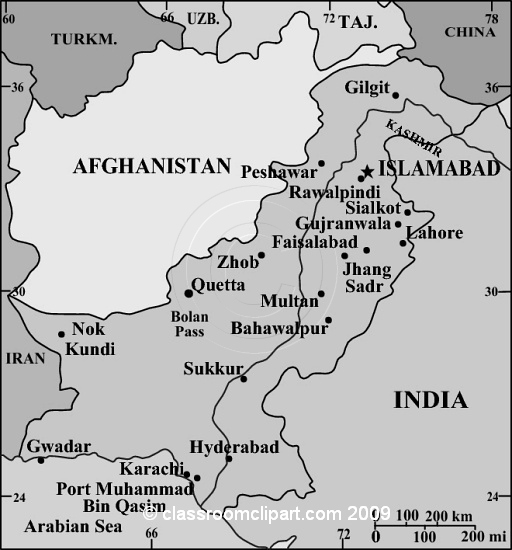 60
66
UZB.
72
TAJ.
78
TURKM.
CHINA
36
Gilgit
36
KASHMIR
AFGHANISTAN
Peshawar
ISLAMABAD
Rawalpindi
Sialkot
Gujranwala
Lahore
Faisalabad
Zhob
Jhang
Sadr
Quetta
30
Multan
30
Bolan
Pass
Bahawalpur
Nok
Kundi
IRAN
Sukkur
INDIA
Gwadar
Hyderabad
Karachi
Port Muhammad
Bin Qasim
24
24
Arabian Sea
© classroomclipart.com 2009
66
72
0 100 200 km
0 100 200 mi